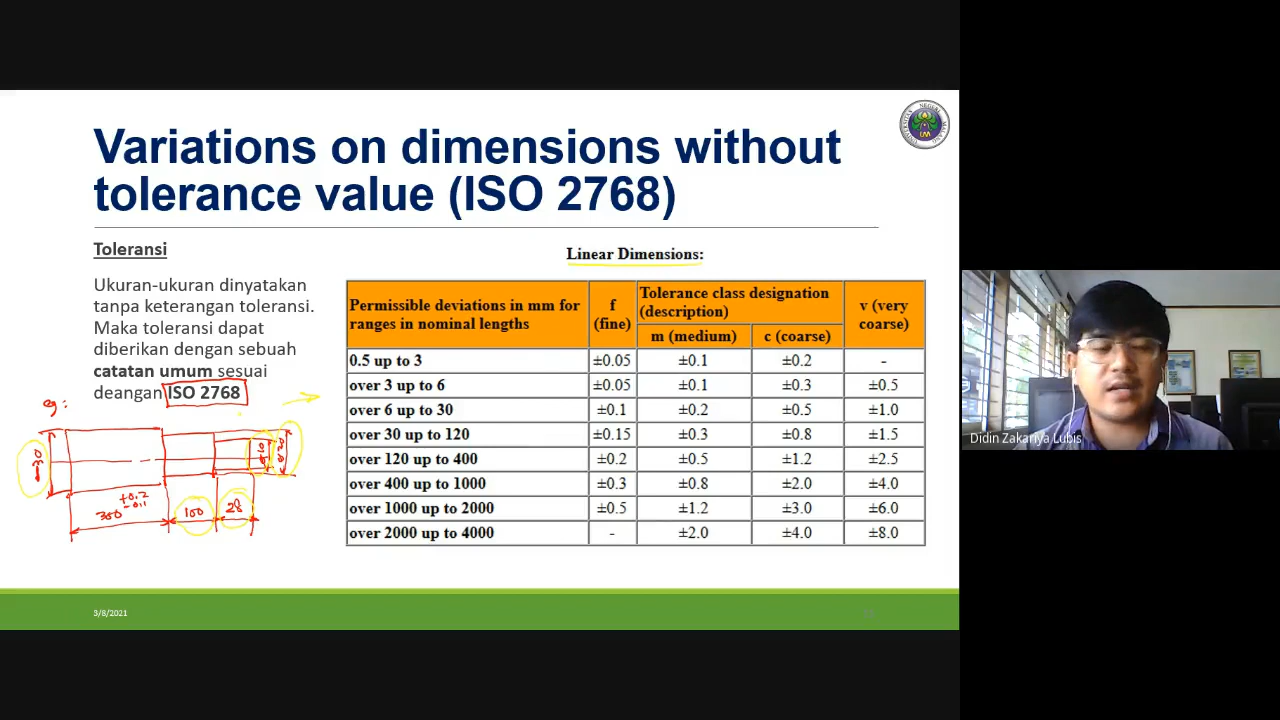 Variations on dimensions without
tolerance value (ISO 2768)
Toleransi
Ukuran-ukuran dinyatakan
tanpa keterangan toleransi.
Maka toleransi dapat
diberikan dengan sebuah
catatan umum sesuai
deangan ISO 2768
eg:
30
300 +0.2 -0.1
100
28
10
Linear Dimensions:
Permissible deviations in mm for ranges in nominal lengths f (fine) Tolerance class designation (description) v (very coarse)
m (medium) c (coarse)
0.5 up to 3 ±0.05 ±0.1 ±0.2 -
over 3 up to 6 ±0.05 ±0.1 ±0.3 ±0.5
over 6 up to 30 ±0.1 ±0.2 ±0.5 ±1.0
over 30 up to 120 ±0.15 ±0.3 ±0.8 ±1.5
over 120 up to 400 ±0.2 ±0.5 ±1.2 ±2.5
over 400 up to 1000 ±0.3 ±0.8 ±2.0 ±4.0
over 1000 up to 2000 ±0.5 ±1.2 ±3.0 ±6.0
over 2000 up to 4000 - ±2.0 ±4.0 ±8.0
3/8/2021
Didin Zakariya Lubis